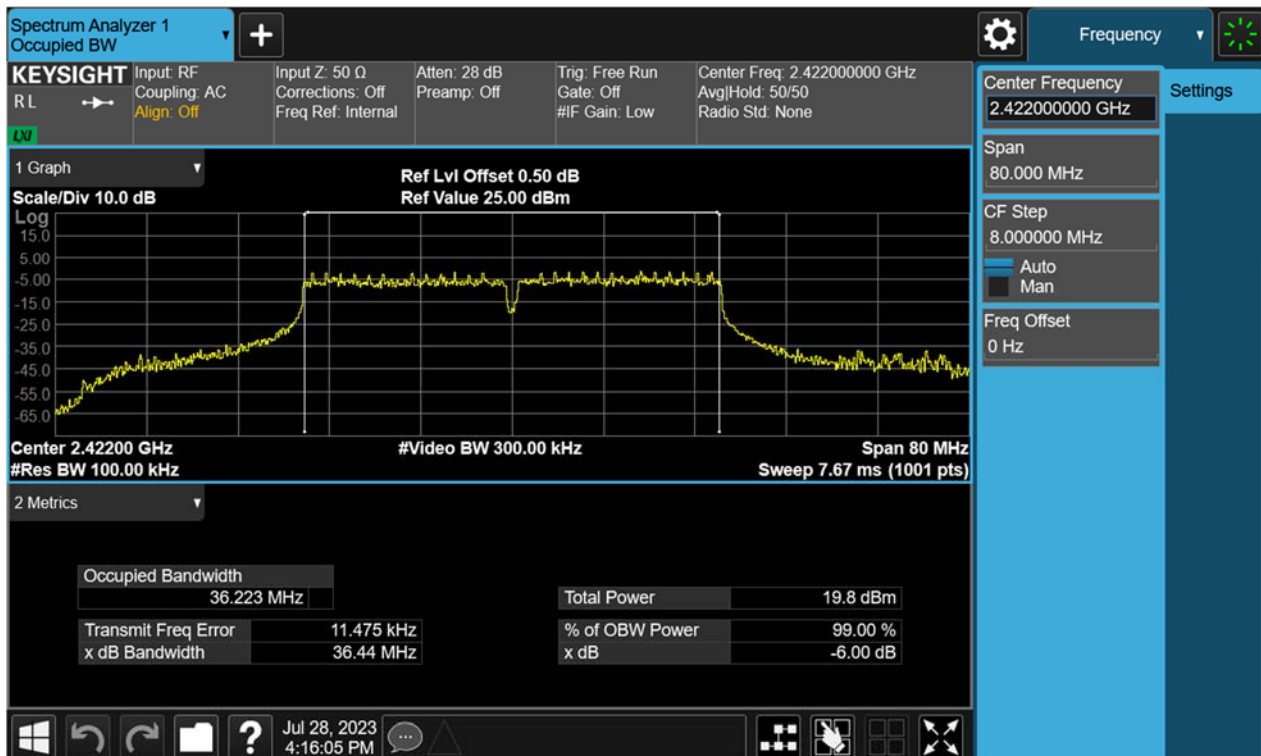 Spectrum Analyzer 1
Occupied BW
+
Frequency
KEYSIGHT
R L
LXI
Input: RF
Coupling: AC
Align: Off
Input Z: 50 Ω
Corrections: Off
Freq Ref: Internal
Atten: 28 dB
Preamp: Off
Trig: Free Run
Gate: Off
#IF Gain: Low
Center Freq: 2.422000000 GHz
Avg|Hold: 50/50
Radio Std: None
Center Frequency
2.422000000 GHz
Settings
Span
80.000 MHz
CF Step
8.000000 MHz
Auto
Man
Freq Offset
0 Hz
1 Graph
Scale/Div 10.0 dB
Ref Lvl Offset 0.50 dB
Ref Value 25.00 dBm
Log
15.0
5.00
-5.00
-15.0
-25.0
-35.0
-45.0
-55.0
-65.0
Center 2.42200 GHz
#Video BW 300.00 kHz
Span 80 MHz
#Res BW 100.00 kHz
Sweep 7.67 ms (1001 pts)
2 Metrics
Occupied Bandwidth
36.223 MHz
Total Power 19.8 dBm
Transmit Freq Error 11.475 kHz
% of OBW Power 99.00 %
x dB Bandwidth 36.44 MHz
x dB -6.00 dB
?
Jul 28, 2023
4:16:05 PM